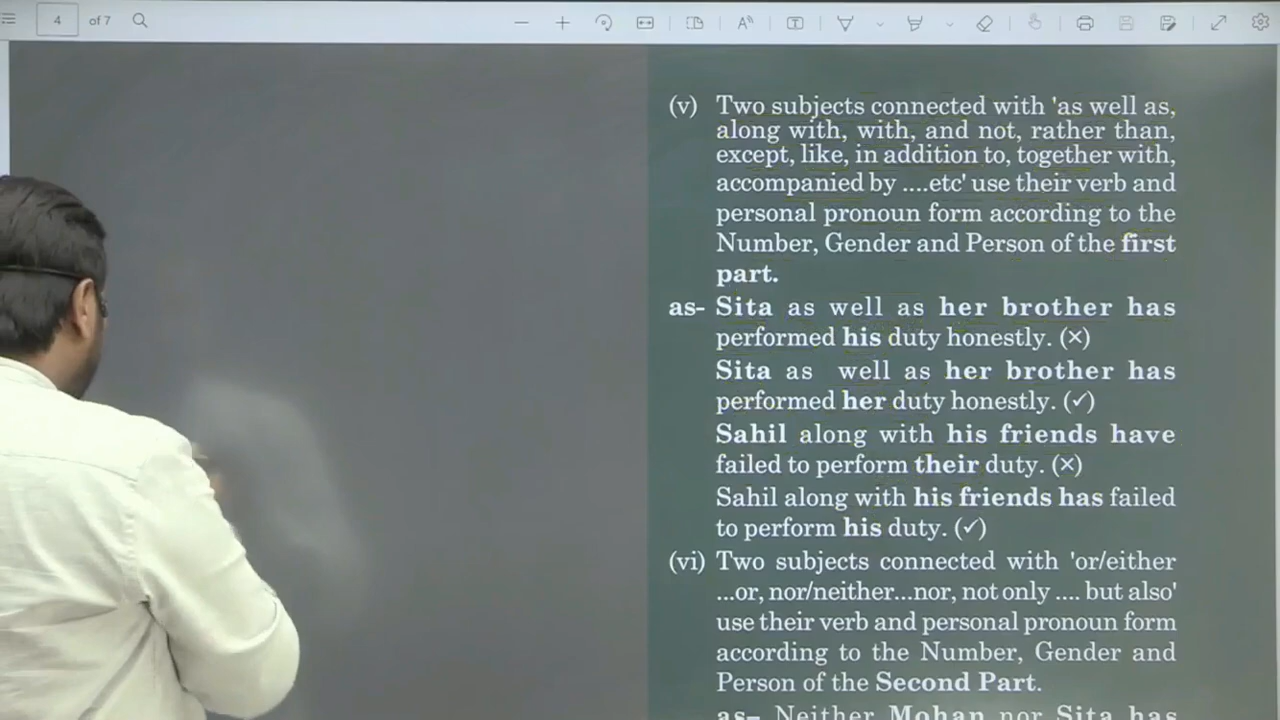 4 of 7
(v) Two subjects connected with 'as well as,
along with, with, and not, rather than,
except, like, in addition to, together with,
accompanied by ....etc' use their verb and
personal pronoun form according to the
Number, Gender and Person of the first
part.
as- Sita as well as her brother has
performed his duty honestly. (×)
Sita as well as her brother has
performed her duty honestly. (✓)
Sahil along with his friends have
failed to perform their duty. (×)
Sahil along with his friends has failed
to perform his duty. (✓)
(vi) Two subjects connected with 'or/either
...or, nor/neither...nor, not only .... but also'
use their verb and personal pronoun form
according to the Number, Gender and
Person of the Second Part.
as– Neither Mohan nor Sita has